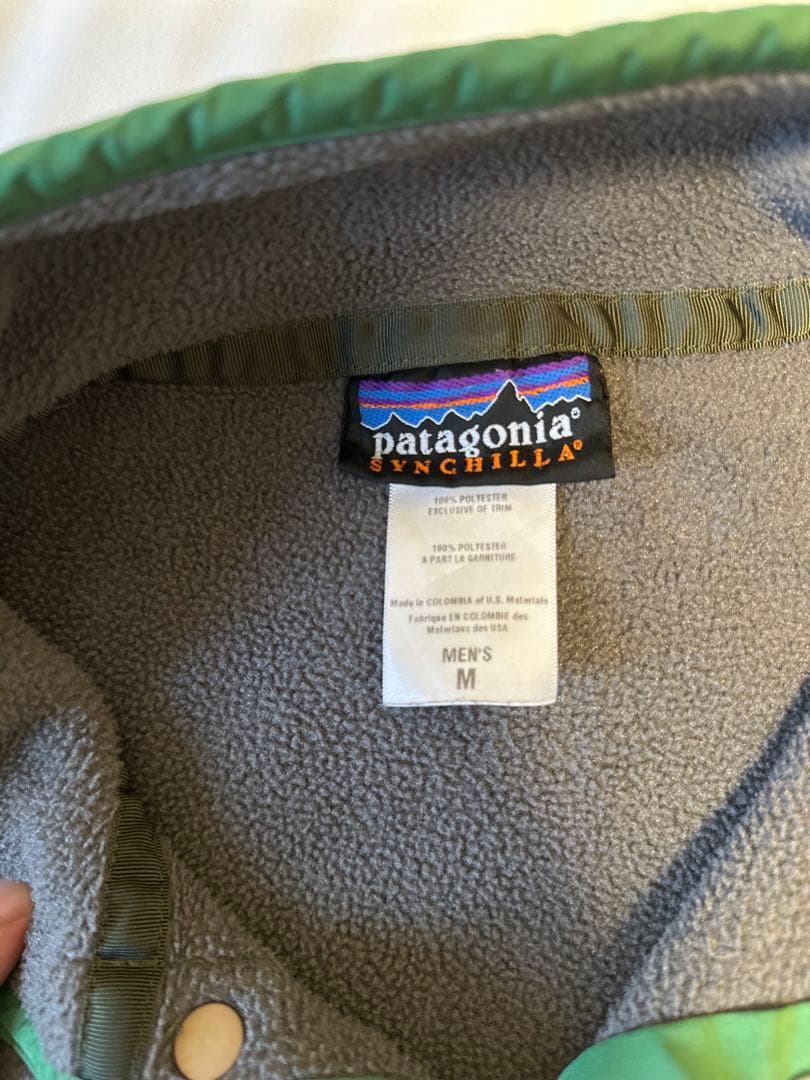 patagonia®
SYNCHILLA®
100% POLYESTER
EXCLUSIVE OF TRIM
100% POLYESTER
A PART LA GARNITURE
Made in COLOMBIA of U.S. Materials
Fabrique EN COLOMBIE des
Materiaux des USA
MEN'S
M